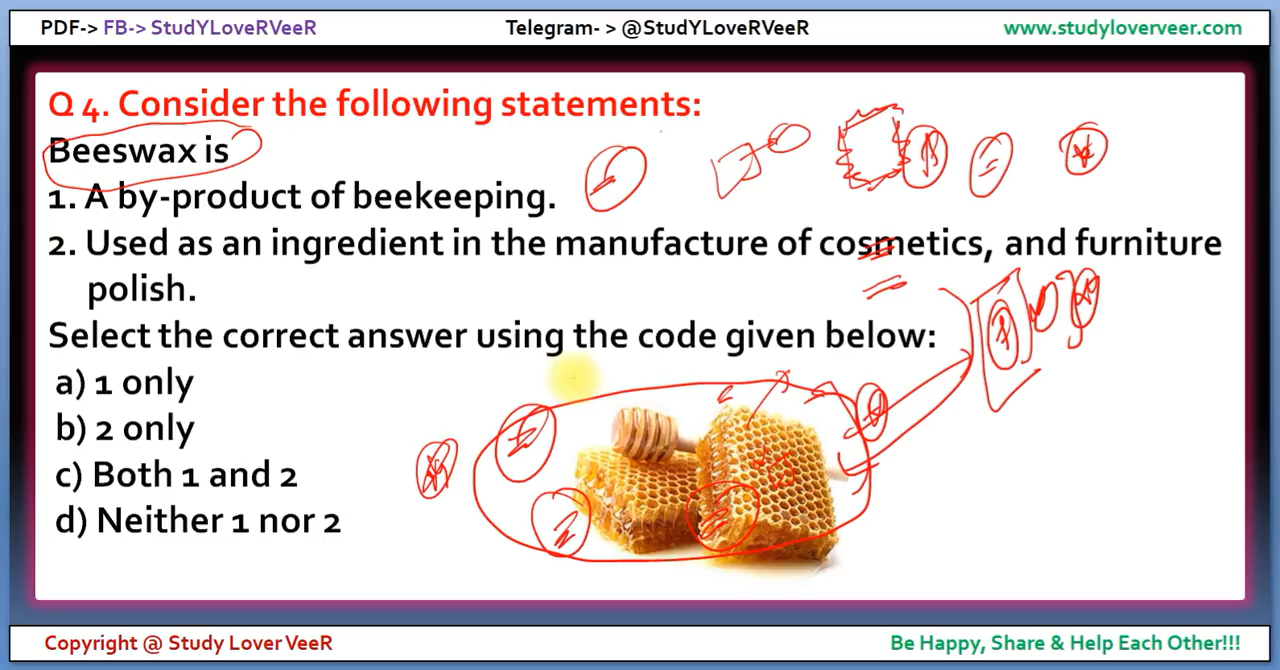 PDF-> FB-> StudYLoveRVeeR
Telegram- > @StudYLoveRVeeR
www.studyloverveer.com
Q 4. Consider the following statements:
Beeswax is
1. A by-product of beekeeping.
2. Used as an ingredient in the manufacture of cosmetics, and furniture
polish.
Select the correct answer using the code given below:
a) 1 only
b) 2 only
c) Both 1 and 2
d) Neither 1 nor 2
Copyright @ Study Lover VeeR
Be Happy, Share & Help Each Other!!!